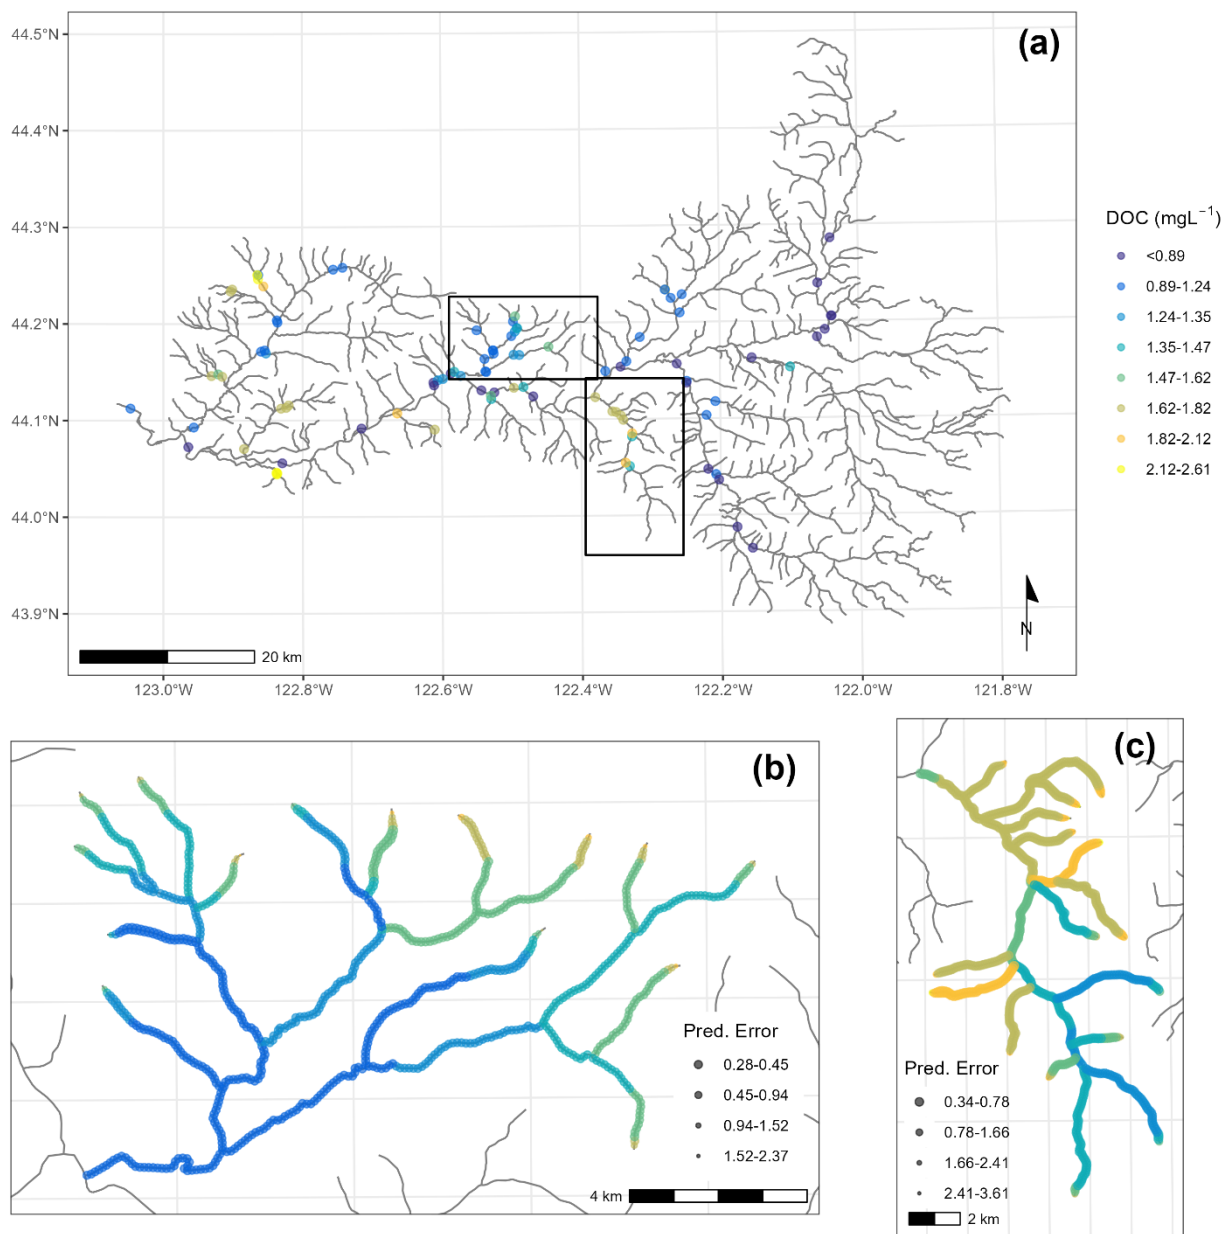 (a)
44.5°N
44.4°N
44.3°N
44.2°N
44.1°N
44.0°N
43.9°N
123.0°W
122.8°W
122.6°W
122.4°W
122.2°W
122.0°W
121.8°W
20 km
N
DOC (mgL⁻¹)
<0.89
0.89-1.24
1.24-1.35
1.35-1.47
1.47-1.62
1.62-1.82
1.82-2.12
2.12-2.61
(b)
Pred. Error
0.28-0.45
0.45-0.94
0.94-1.52
1.52-2.37
4 km
(c)
Pred. Error
0.34-0.78
0.78-1.66
1.66-2.41
2.41-3.61
2 km